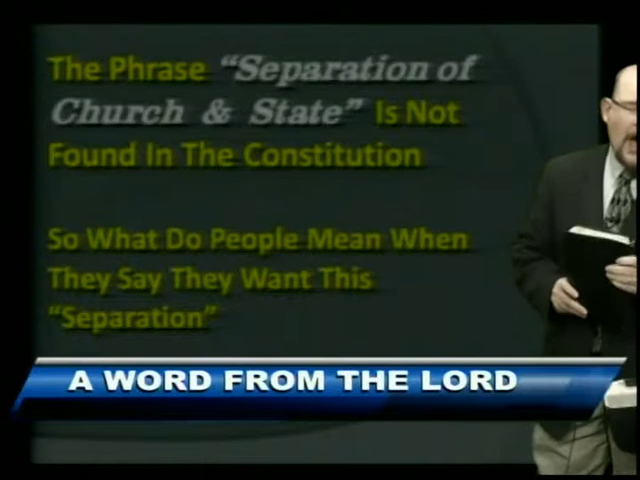 The Phrase “Separation of
Church & State” Is Not
Found In The Constitution
So What Do People Mean When
They Say They Want This
“Separation”
A WORD FROM THE LORD